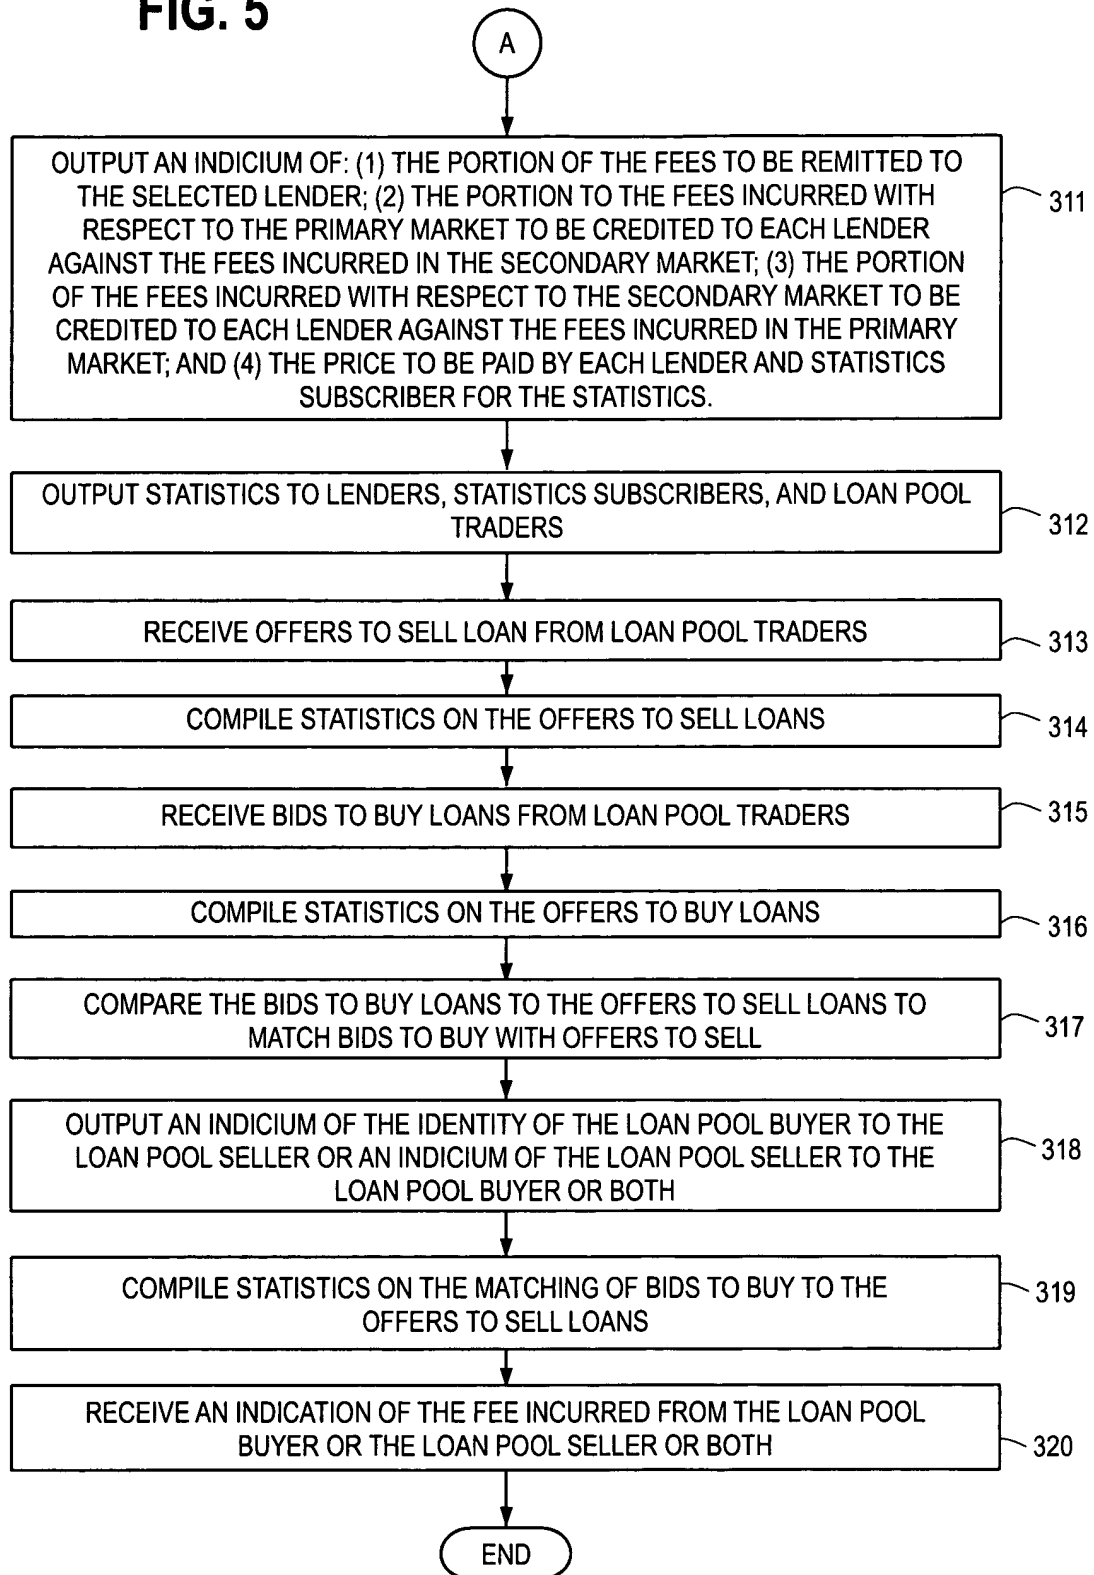 FIG. 5
A
OUTPUT AN INDICIUM OF: (1) THE PORTION OF THE FEES TO BE REMITTED TO
THE SELECTED LENDER; (2) THE PORTION TO THE FEES INCURRED WITH
RESPECT TO THE PRIMARY MARKET TO BE CREDITED TO EACH LENDER
AGAINST THE FEES INCURRED IN THE SECONDARY MARKET; (3) THE PORTION
OF THE FEES INCURRED WITH RESPECT TO THE SECONDARY MARKET TO BE
CREDITED TO EACH LENDER AGAINST THE FEES INCURRED IN THE PRIMARY
MARKET; AND (4) THE PRICE TO BE PAID BY EACH LENDER AND STATISTICS
SUBSCRIBER FOR THE STATISTICS.
311
OUTPUT STATISTICS TO LENDERS, STATISTICS SUBSCRIBERS, AND LOAN POOL
TRADERS
312
RECEIVE OFFERS TO SELL LOAN FROM LOAN POOL TRADERS
313
COMPILE STATISTICS ON THE OFFERS TO SELL LOANS
314
RECEIVE BIDS TO BUY LOANS FROM LOAN POOL TRADERS
315
COMPILE STATISTICS ON THE OFFERS TO BUY LOANS
316
COMPARE THE BIDS TO BUY LOANS TO THE OFFERS TO SELL LOANS TO
MATCH BIDS TO BUY WITH OFFERS TO SELL
317
OUTPUT AN INDICIUM OF THE IDENTITY OF THE LOAN POOL BUYER TO THE
LOAN POOL SELLER OR AN INDICIUM OF THE LOAN POOL SELLER TO THE
LOAN POOL BUYER OR BOTH
318
COMPILE STATISTICS ON THE MATCHING OF BIDS TO BUY TO THE
OFFERS TO SELL LOANS
319
RECEIVE AN INDICATION OF THE FEE INCURRED FROM THE LOAN POOL
BUYER OR THE LOAN POOL SELLER OR BOTH
320
END